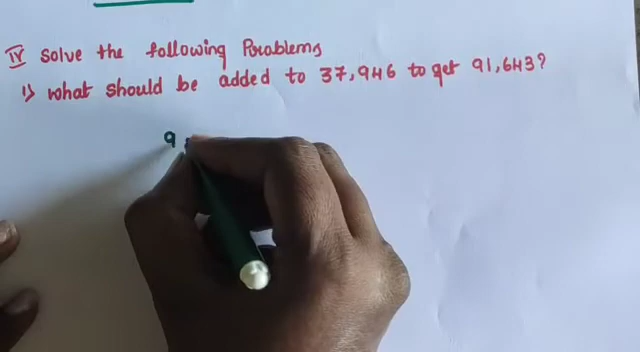 IV Solve the following Problems
1) What should be added to 37,946 to get 91,643?
9